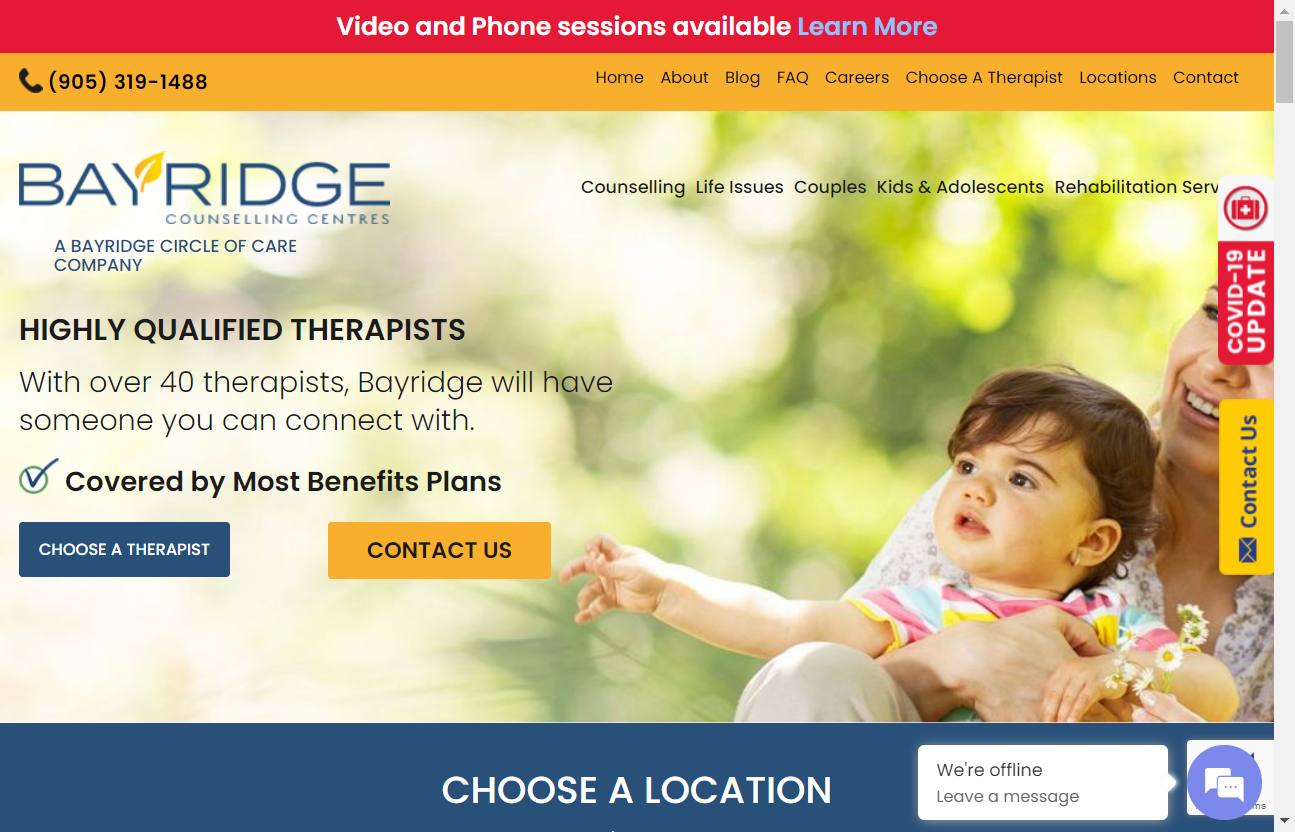 Video and Phone sessions available Learn More
(905) 319-1488
Home About Blog FAQ Careers Choose A Therapist Locations Contact
BAYRIDGE
COUNSELLING CENTRES
A BAYRIDGE CIRCLE OF CARE
COMPANY
Counselling Life Issues Couples Kids & Adolescents Rehabilitation Serv
COVID-19
UPDATE
HIGHLY QUALIFIED THERAPISTS
With over 40 therapists, Bayridge will have
someone you can connect with.
Covered by Most Benefits Plans
Contact Us
CHOOSE A THERAPIST
CONTACT US
CHOOSE A LOCATION
We're offline
Leave a message